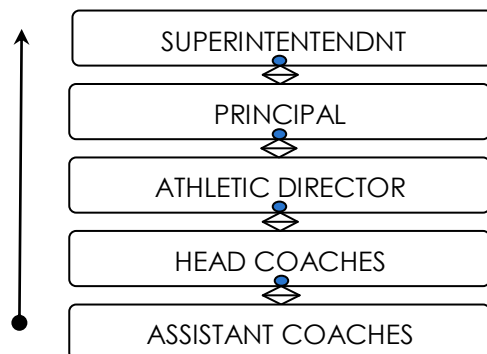 SUPERINTENTENDNT
PRINCIPAL
ATHLETIC DIRECTOR
HEAD COACHES
ASSISTANT COACHES